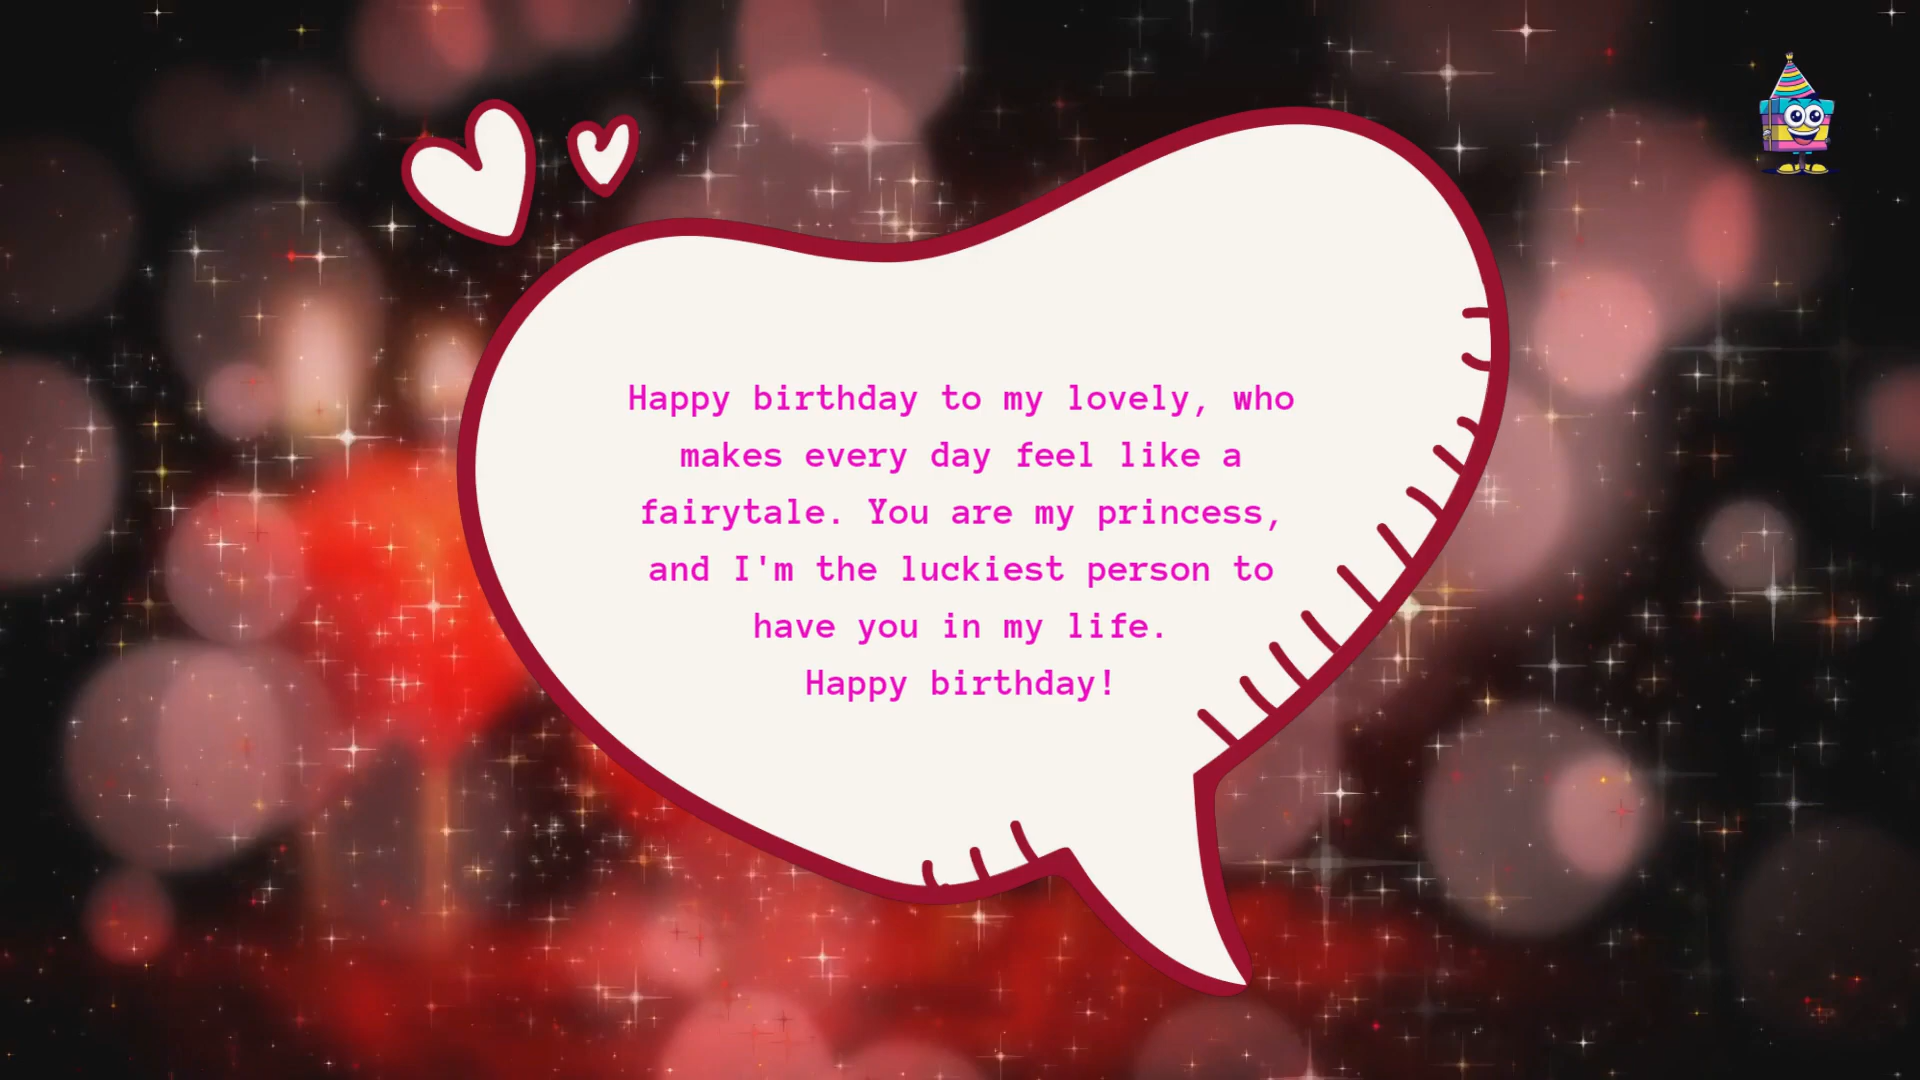 Happy birthday to my lovely, who
makes every day feel like a
fairytale. You are my princess,
and I'm the luckiest person to
have you in my life.
Happy birthday!